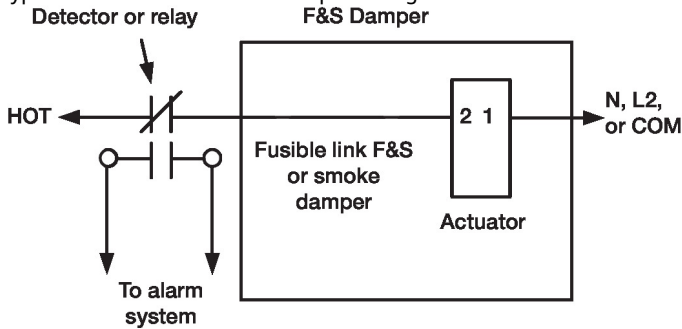 Detector or relay
F&S Damper
HOT
2 1
N, L2,
or COM
Fusible link F&S
or smoke
damper
Actuator
To alarm
system